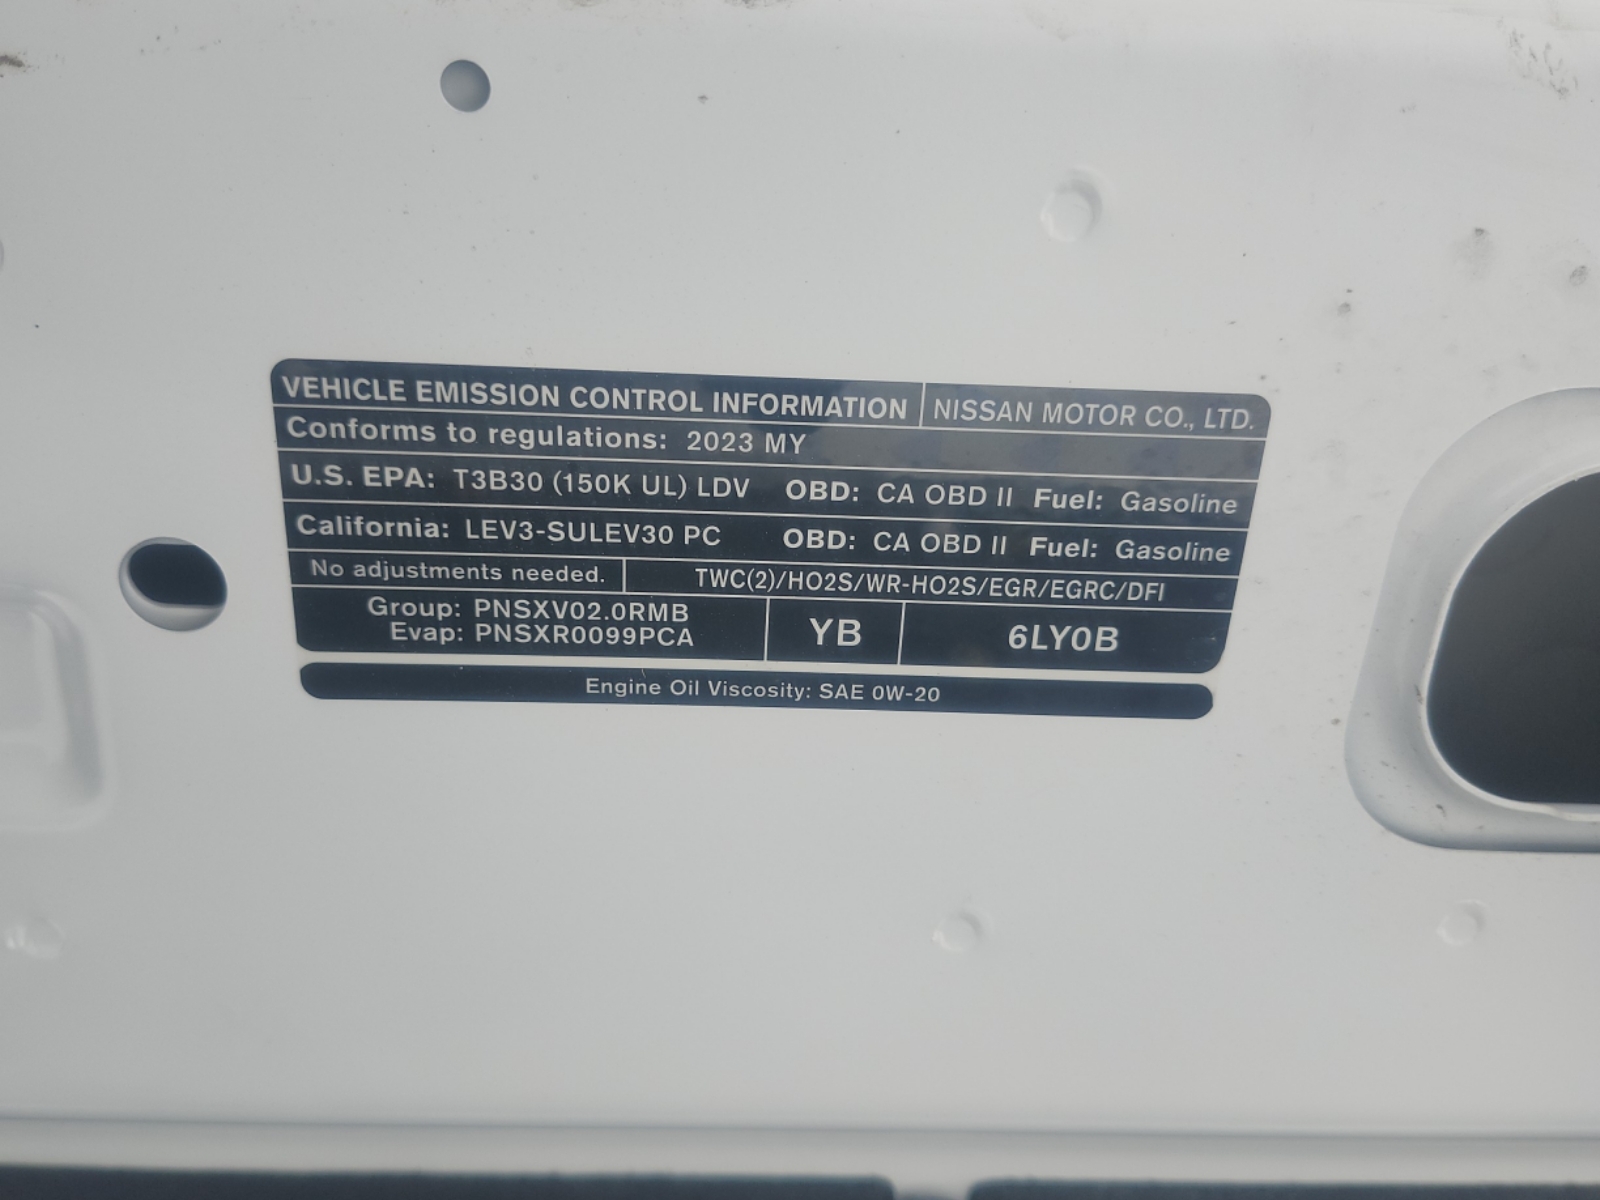 VEHICLE EMISSION CONTROL INFORMATION NISSAN MOTOR CO., LTD.
Conforms to regulations: 2023 MY
U.S. EPA: T3B30 (150K UL) LDV OBD: CA OBD II Fuel: Gasoline
California: LEV3-SULEV30 PC OBD: CA OBD II Fuel: Gasoline
No adjustments needed. TWC(2)/HO2S/WR-HO2S/EGR/EGRC/DFI
Group: PNSXV02.0RMB
Evap: PNSXR0099PCA
YB
6LY0B
Engine Oil Viscosity: SAE 0W-20